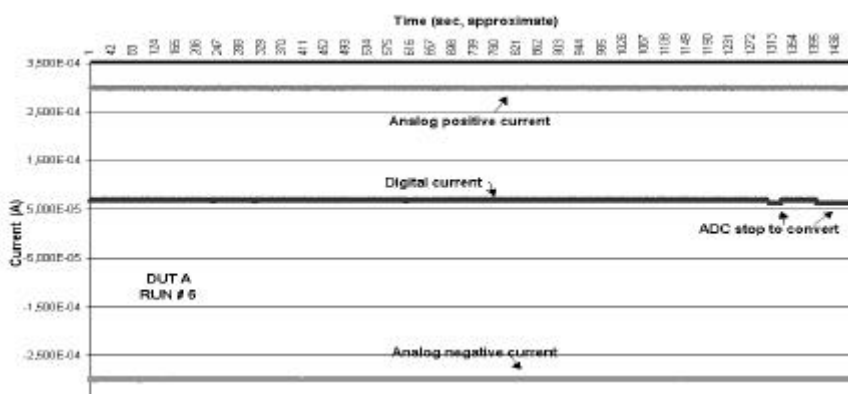 Time (sec, approximate)
1 42 83 124 165 206 247 288 329 370 411 452 493 534 575 616 657 698 739 780 821 862 903 944 985 1026 1067 1108 1149 1190 1231 1272 1313 1354 1395 1436
3,500E-04
2,500E-04
Analog positive current
1,500E-04
Digital current
5,000E-05
ADC stop to convert
Current (A)
-5,000E-05
DUT A
RUN # 6
-1,500E-04
-2,500E-04
Analog negative current